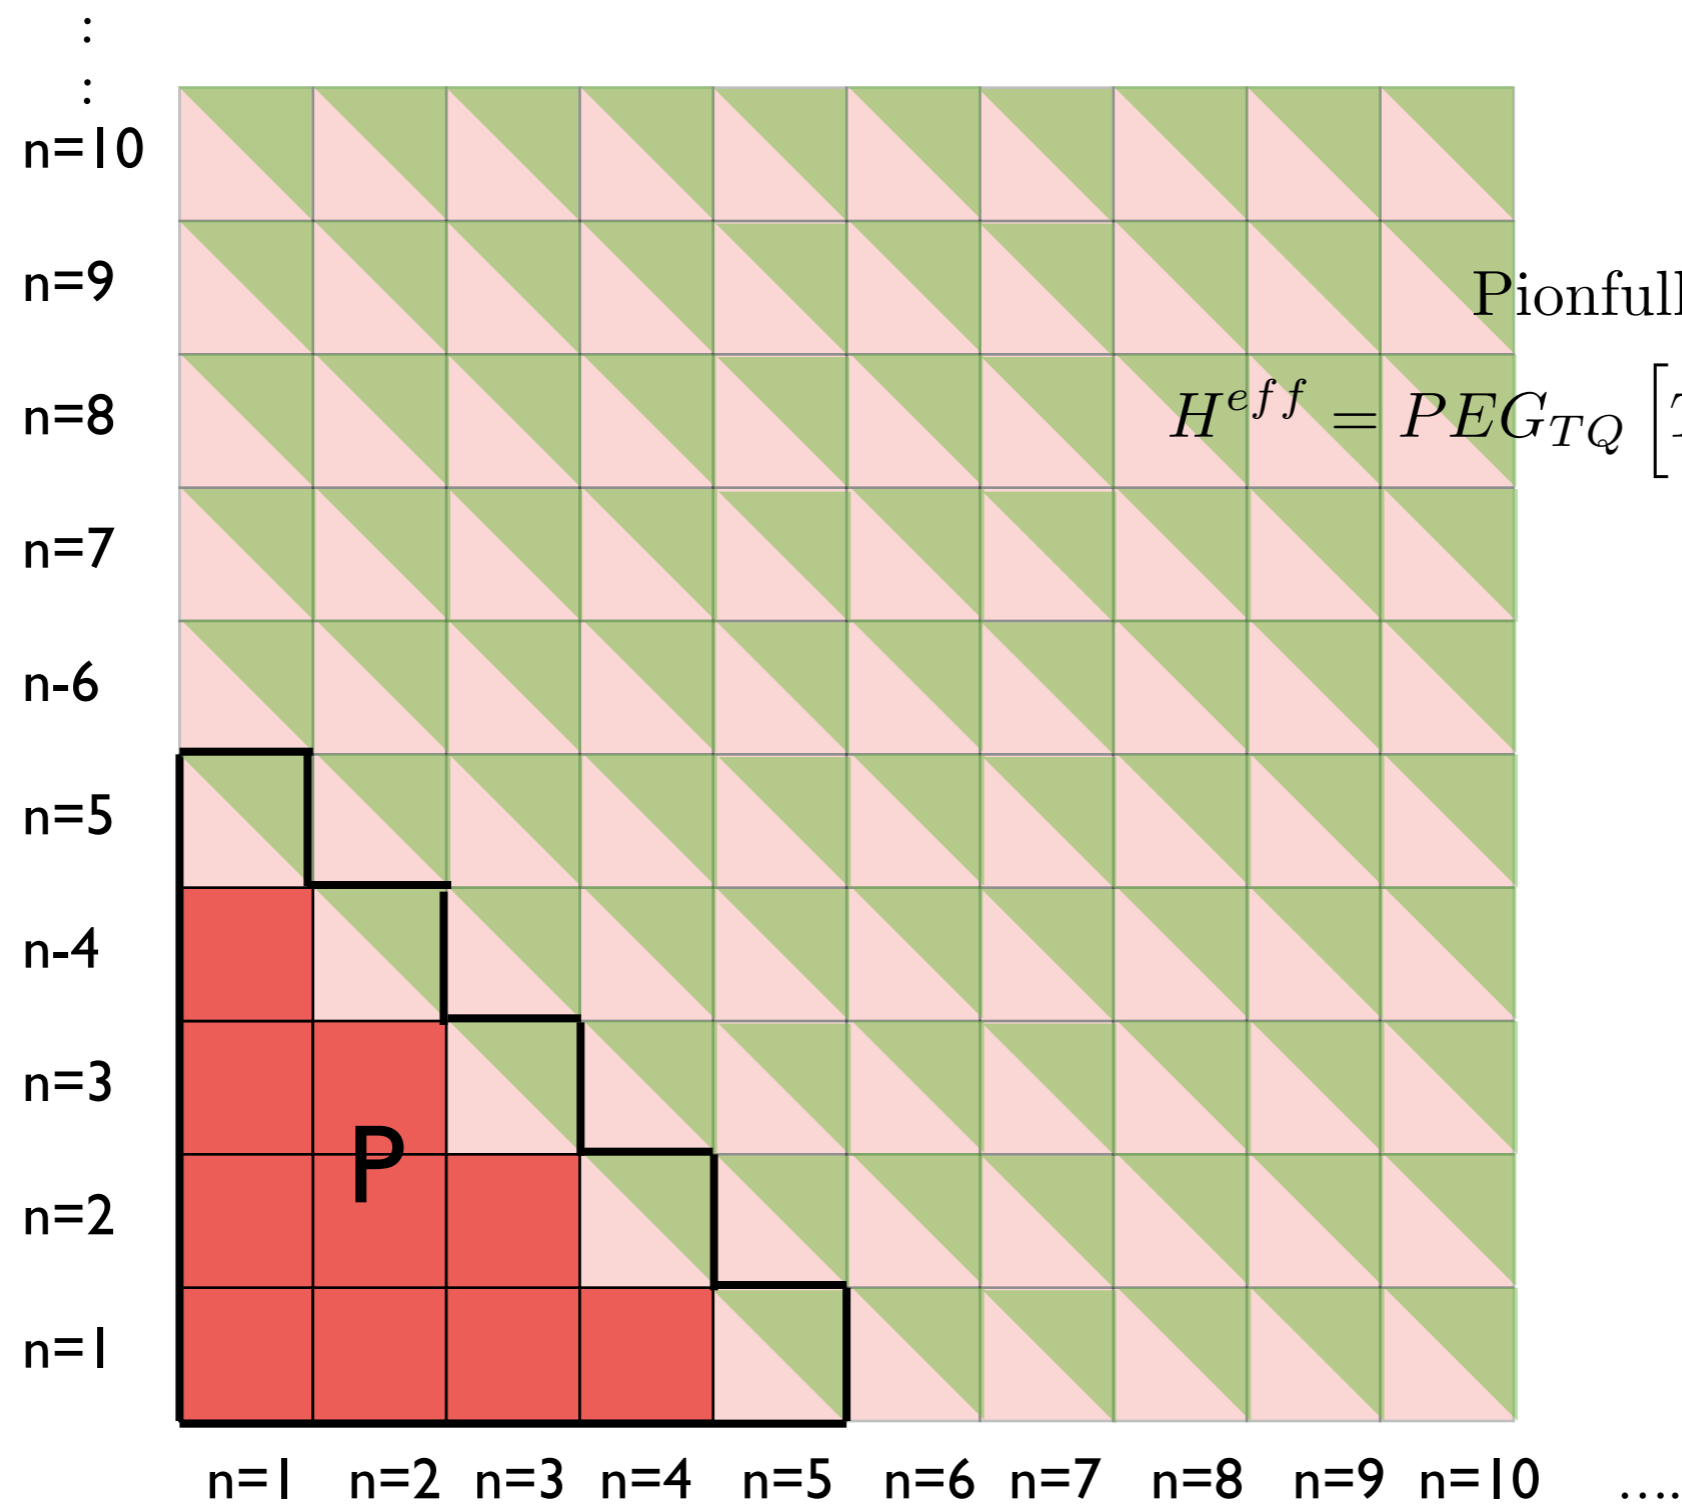 :
:
n=10
n=9
Pionfull
n=8
H^{eff} = PEG_{TQ} [
n=7
n-6
n=5
n-4
n=3
P
n=2
n=1
n=1 n=2 n=3 n=4 n=5 n=6 n=7 n=8 n=9 n=10 ....